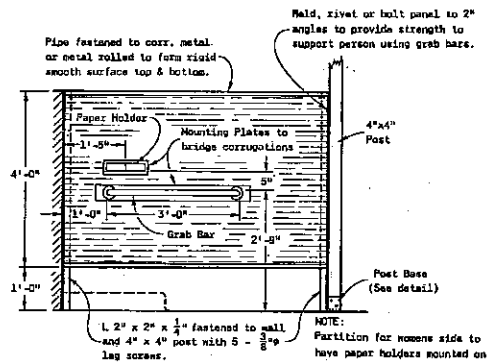 Weld, rivet or bolt panel to 2"
angles to provide strength to
support person using grab bars.
Pipe fastened to corr. metal
or metal rolled to form rigid
smooth surface top & bottom.
Paper Holder
Mounting Plates to
bridge corrugations
1'-5"
4"x4"
Post
4'-0"
5"
1'-0"
3'-0"
2'-9"
Grab Bar
1'-0"
Post Base
(See detail)
L 2" x 2" x 1/4" fastened to wall
and 4" x 4" post with 5 - 3/8"φ
lag screws.
NOTE:
Partition for womens side to
have paper holders mounted on